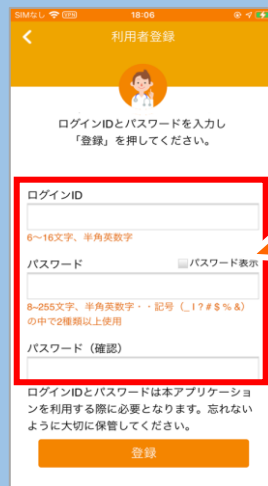 SIMなし VPN 18:06
利用者登録
ログインIDとパスワードを入力し
「登録」を押してください。
ログインID
6〜16文字、半角英数字
パスワード パスワード表示
8~255文字、半角英数字・・記号（_ ! ? # $ % &）
の中で2種類以上使用
パスワード（確認）
ログインIDとパスワードは本アプリケーショ
ンを利用する際に必要となります。忘れない
ように大切に保管してください。
登録